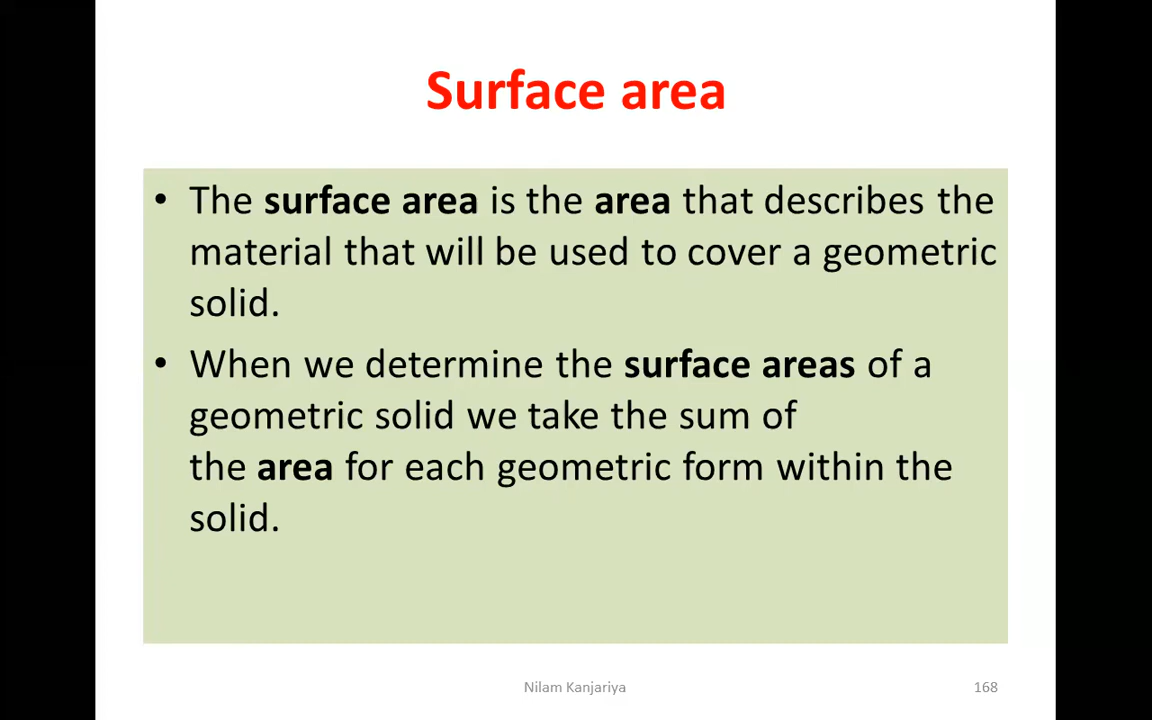 Surface area
• The surface area is the area that describes the
material that will be used to cover a geometric
solid.
• When we determine the surface areas of a
geometric solid we take the sum of
the area for each geometric form within the
solid.
Nilam Kanjariya
168